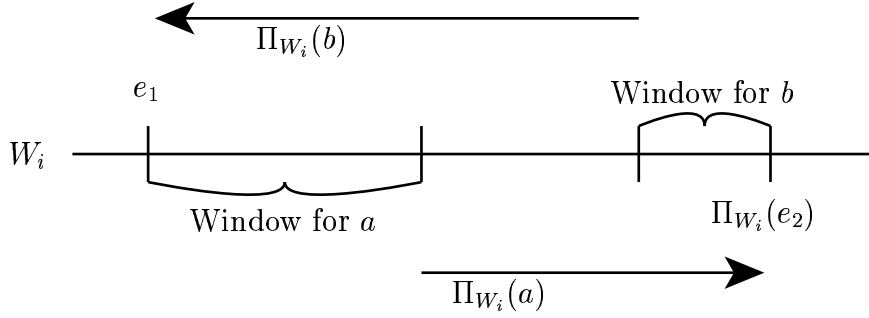 Π_{W_i}(b)
e_1
Window for b
W_i
Window for a
Π_{W_i}(e_2)
Π_{W_i}(a)